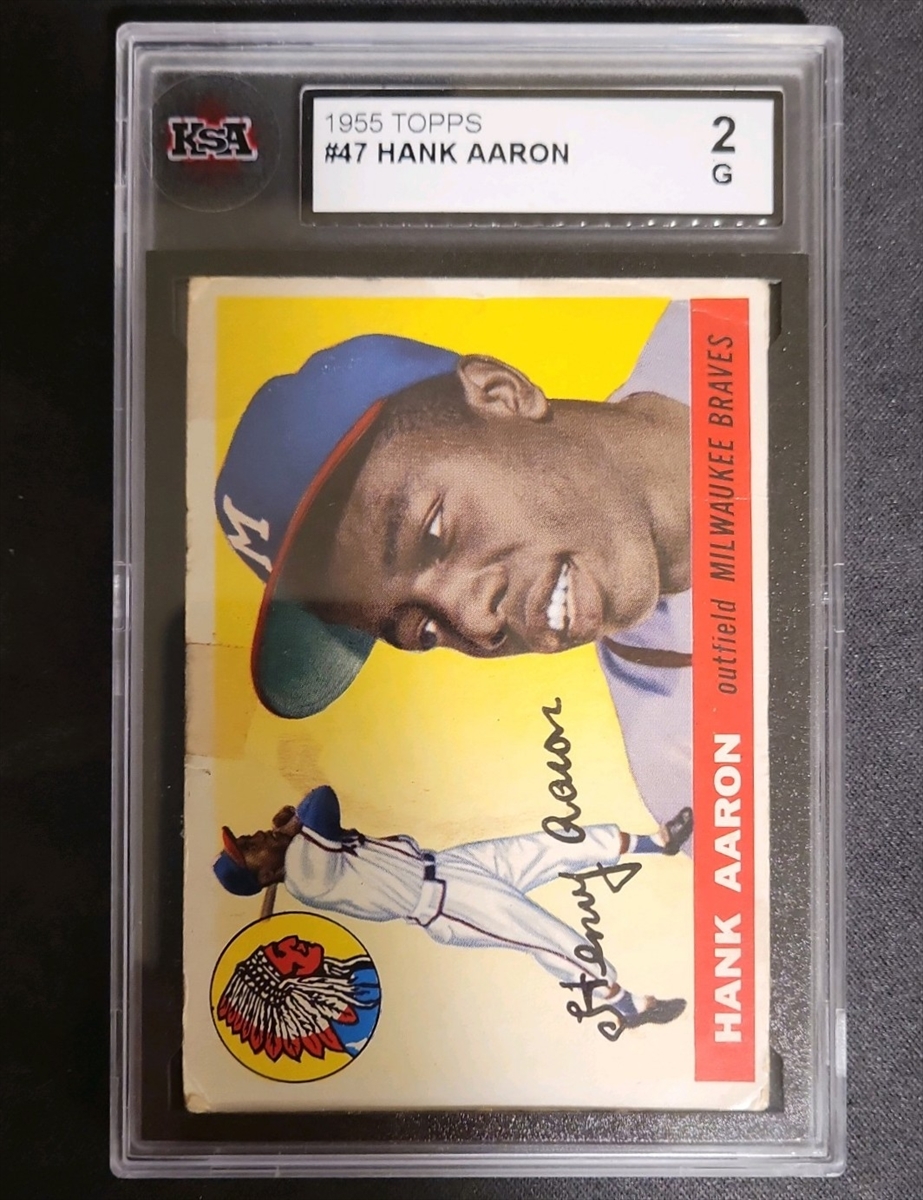 KSA
1955 TOPPS
#47 HANK AARON
2
G
M
Henry Aaron
HANK AARON outfield MILWAUKEE BRAVES